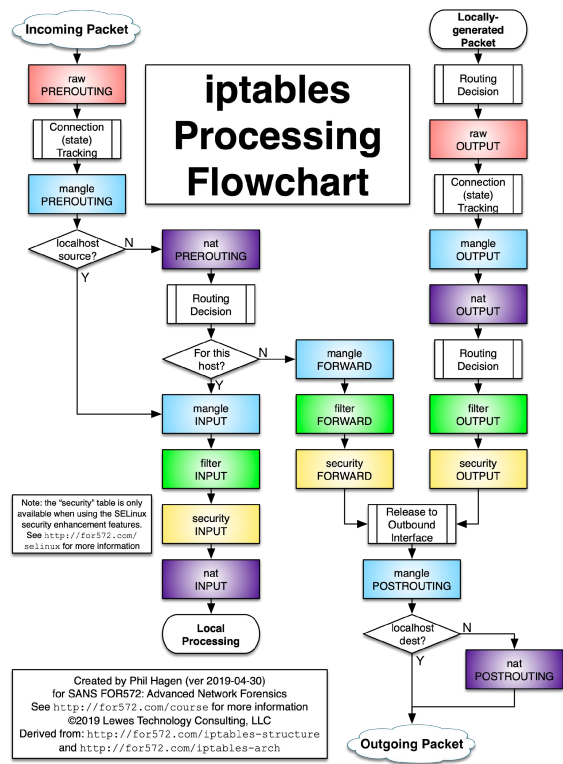 Incoming Packet
raw
PREROUTING
Connection
(state)
Tracking
mangle
PREROUTING
localhost
source?
N
Y
nat
PREROUTING
Routing
Decision
For this
host?
N
Y
mangle
INPUT
filter
INPUT
security
INPUT
nat
INPUT
Local
Processing
iptables
Processing
Flowchart
mangle
FORWARD
filter
FORWARD
security
FORWARD
Locally-
generated
Packet
Routing
Decision
raw
OUTPUT
Connection
(state)
Tracking
mangle
OUTPUT
nat
OUTPUT
Routing
Decision
filter
OUTPUT
security
OUTPUT
Release to
Outbound
Interface
mangle
POSTROUTING
localhost
dest?
N
Y
nat
POSTROUTING
Outgoing Packet
Note: the "security" table is only
available when using the SELinux
security enhancement features.
See http://for572.com/
selinux for more information
Created by Phil Hagen (ver 2019-04-30)
for SANS FOR572: Advanced Network Forensics
See http://for572.com/course for more information
©2019 Lewes Technology Consulting, LLC
Derived from: http://for572.com/iptables-structure
and http://for572.com/iptables-arch